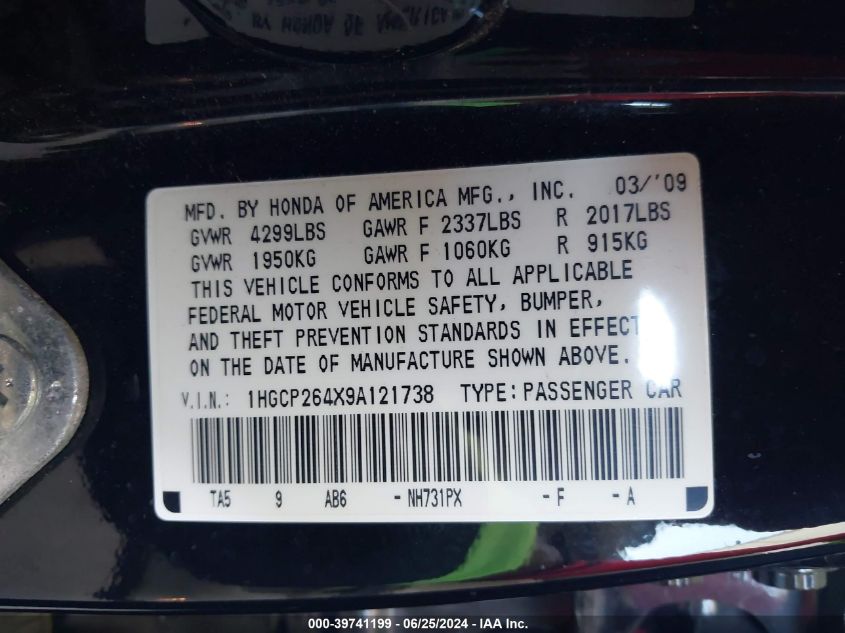 MFD. BY HONDA OF AMERICA MFG., INC. 03/'09
GVWR 4299LBS GAWR F 2337LBS R 2017LBS
GVWR 1950KG GAWR F 1060KG R 915KG
THIS VEHICLE CONFORMS TO ALL APPLICABLE
FEDERAL MOTOR VEHICLE SAFETY, BUMPER,
AND THEFT PREVENTION STANDARDS IN EFFECT
ON THE DATE OF MANUFACTURE SHOWN ABOVE.
V.I.N.: 1HGCP264X9A121738 TYPE: PASSENGER CAR
TA5 9 AB6 - NH731PX - F - A
000-39741199 - 06/25/2024 - IAA Inc.